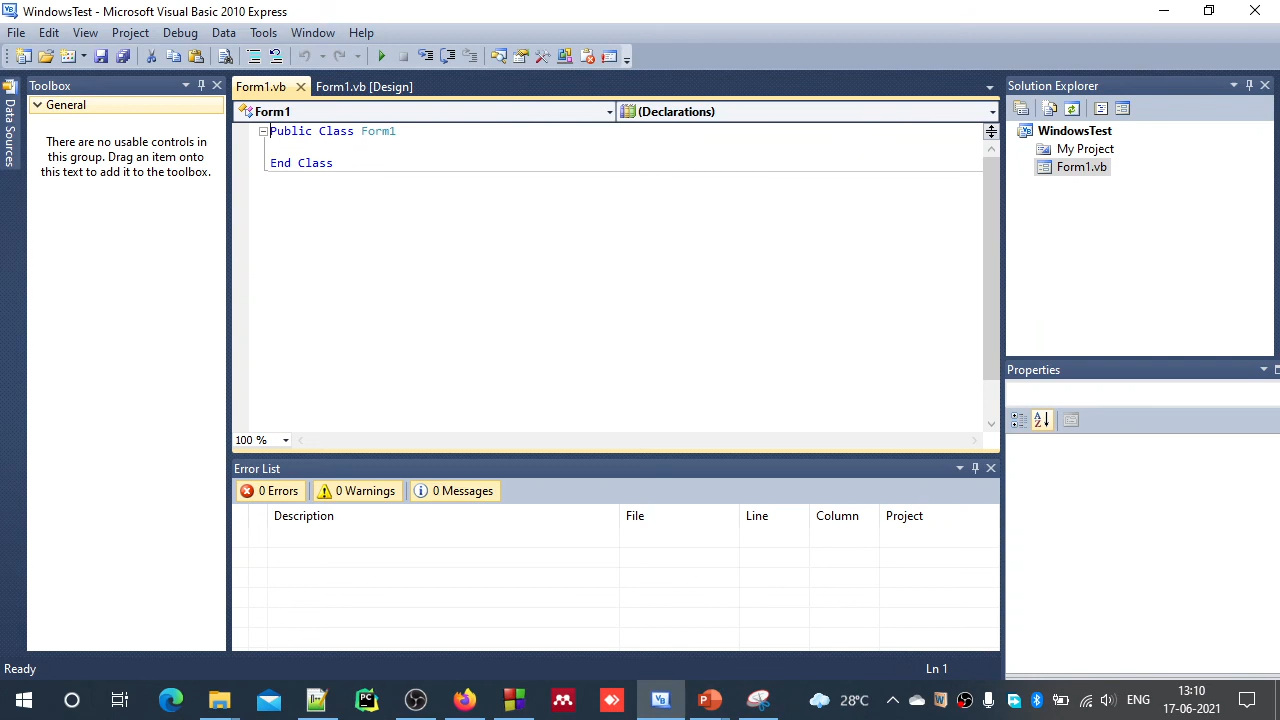 WindowsTest - Microsoft Visual Basic 2010 Express
File Edit View Project Debug Data Tools Window Help
Data Sources
Toolbox
General
There are no usable controls in
this group. Drag an item onto
this text to add it to the toolbox.
Form1.vb
Form1.vb [Design]
Form1
(Declarations)
Public Class Form1
End Class
100 %
Error List
0 Errors
0 Warnings
0 Messages
Description File Line Column Project
Solution Explorer
WindowsTest
My Project
Form1.vb
Properties
Ready
Ln 1
28°C
ENG
13:10
17-06-2021